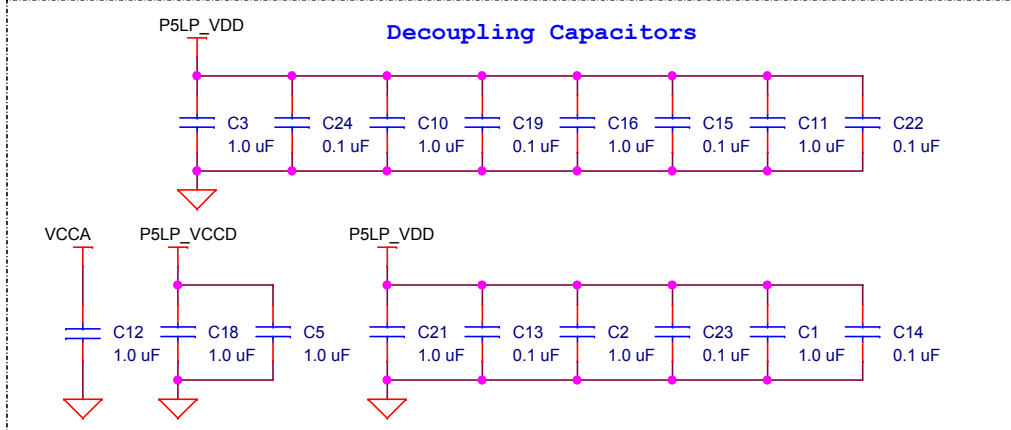 P5LP_VDD
Decoupling Capacitors
C3 C24 C10 C19 C16 C15 C11 C22
1.0 uF 0.1 uF 1.0 uF 0.1 uF 1.0 uF 0.1 uF 1.0 uF 0.1 uF
VCCA P5LP_VCCD P5LP_VDD
C12 C18 C5 C21 C13 C2 C23 C1 C14
1.0 uF 1.0 uF 1.0 uF 1.0 uF 0.1 uF 1.0 uF 0.1 uF 1.0 uF 0.1 uF